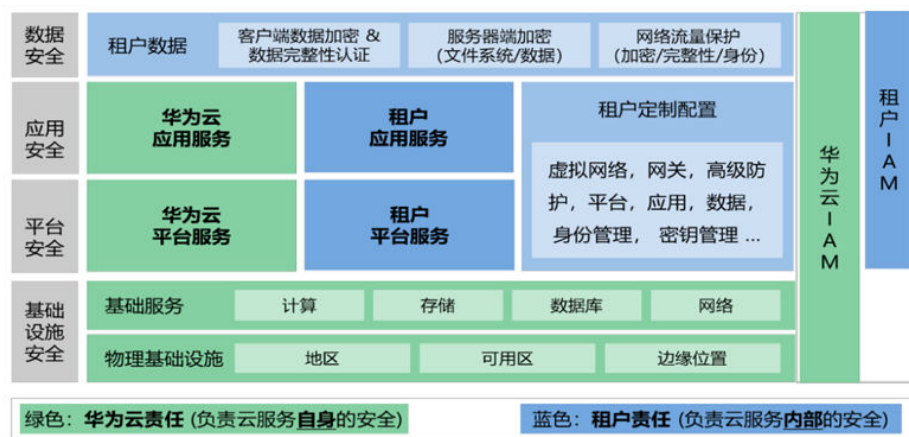 数据
安全
租户数据
客户端数据加密 &
数据完整性认证
服务器端加密
(文件系统/数据)
网络流量保护
(加密/完整性/身份)
应用
安全
华为云
应用服务
租户
应用服务
租户定制配置
虚拟网络，网关，高级防
护，平台，应用，数据，
身份管理， 密钥管理 ...
平台
安全
华为云
平台服务
租户
平台服务
基础
设施
安全
基础服务
计算
存储
数据库
网络
物理基础设施
地区
可用区
边缘位置
华为云IAM
租户IAM
绿色：华为云责任 (负责云服务自身的安全)
蓝色：租户责任 (负责云服务内部的安全)